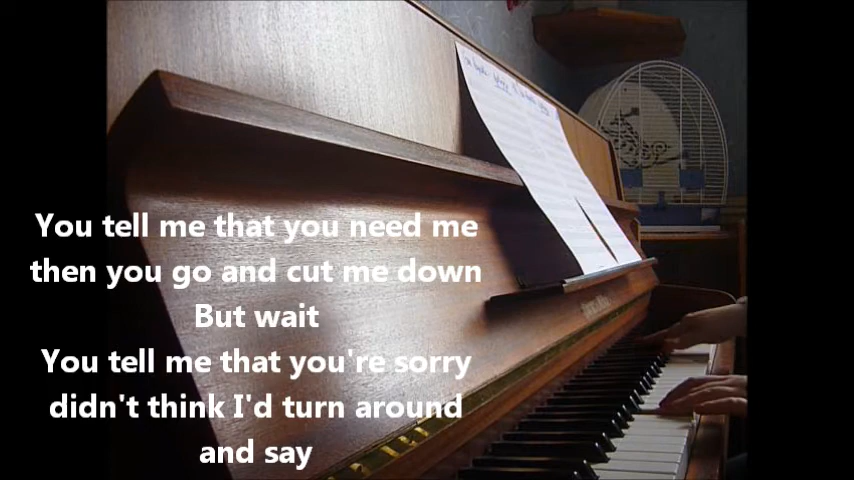 You tell me that you need me
then you go and cut me down
But wait
You tell me that you're sorry
didn't think I'd turn around
and say